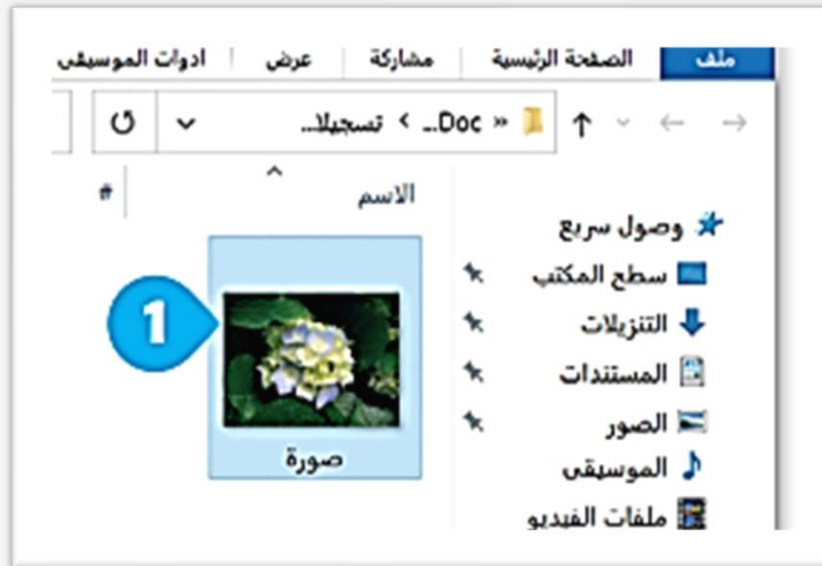 ملف الصفحة الرئيسية مشاركة عرض ادوات الموسيقى
Doc... › تسجيلا... «
الاسم #
1
صورة
وصول سريع
سطح المكتب
التنزيلات
المستندات
الصور
الموسيقى
ملفات الفيديو